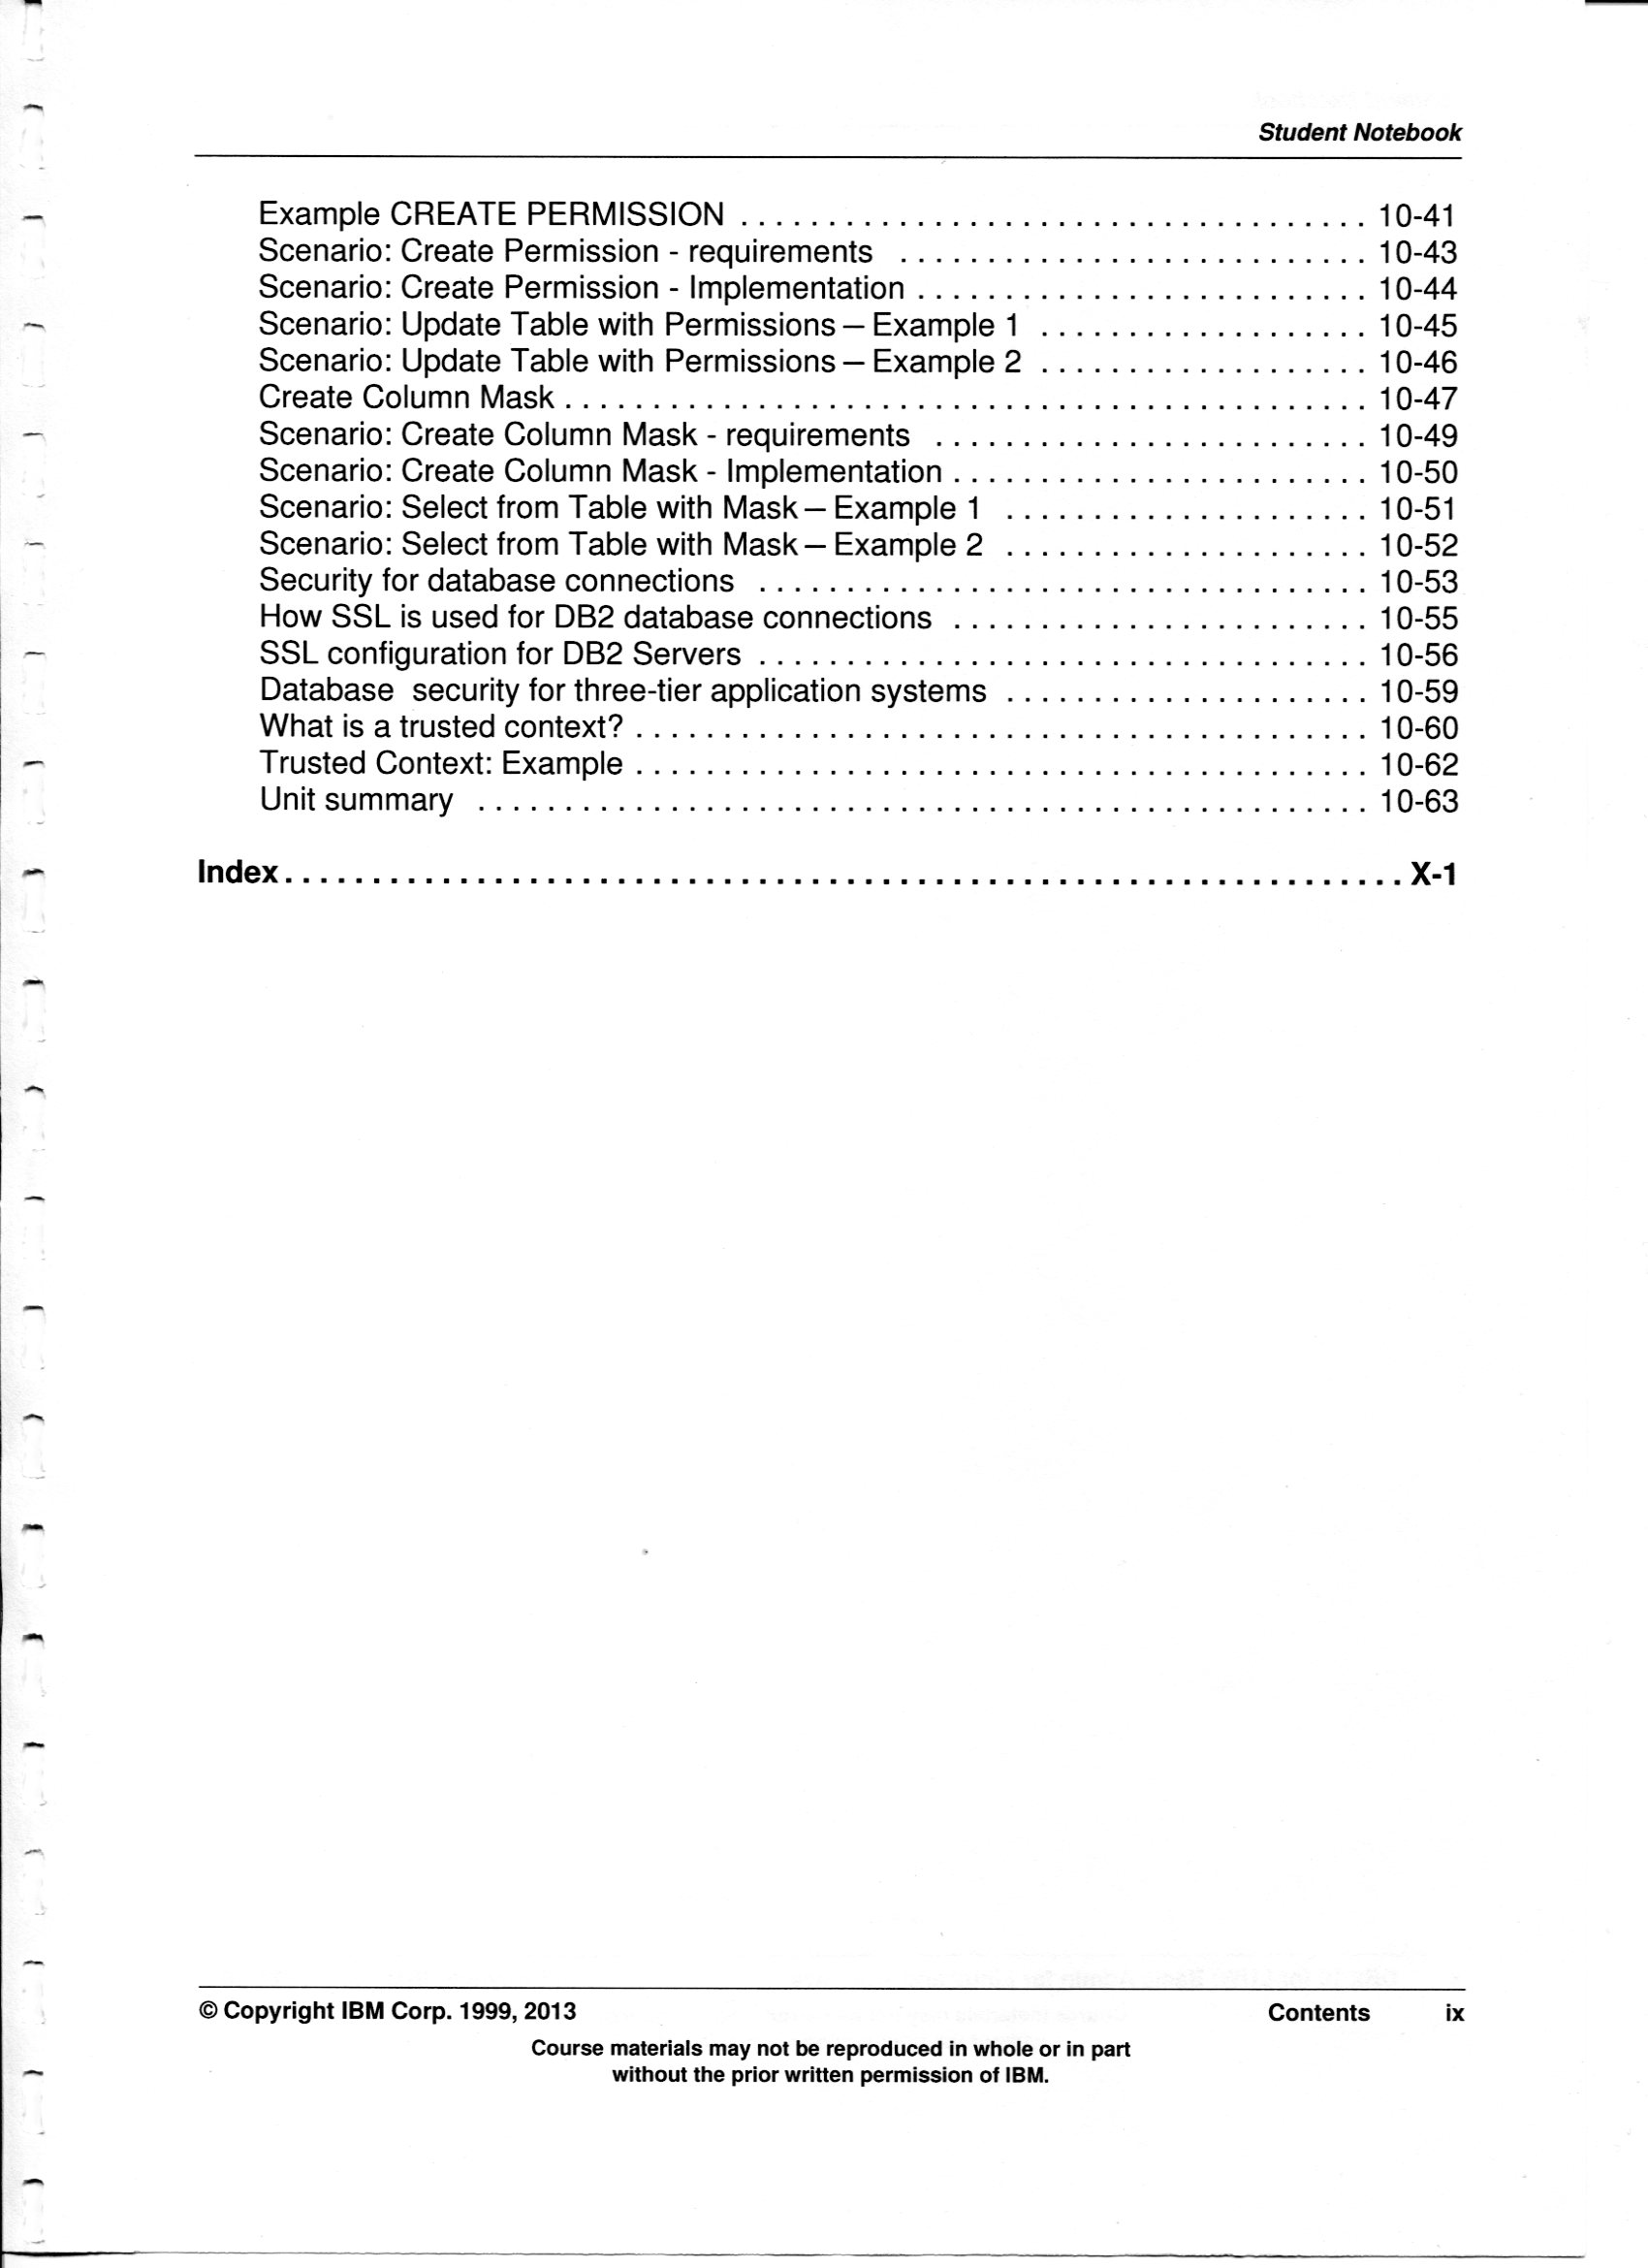 Student Notebook
Example CREATE PERMISSION . . . . . . . . . . . . . . . . . . . . . . . . . . . . . . . . . . . . 10-41
Scenario: Create Permission - requirements . . . . . . . . . . . . . . . . . . . . . . . . . . . 10-43
Scenario: Create Permission - Implementation . . . . . . . . . . . . . . . . . . . . . . . . . . 10-44
Scenario: Update Table with Permissions – Example 1 . . . . . . . . . . . . . . . . . . . 10-45
Scenario: Update Table with Permissions – Example 2 . . . . . . . . . . . . . . . . . . . 10-46
Create Column Mask . . . . . . . . . . . . . . . . . . . . . . . . . . . . . . . . . . . . . . . . . . . . . . 10-47
Scenario: Create Column Mask - requirements . . . . . . . . . . . . . . . . . . . . . . . . . 10-49
Scenario: Create Column Mask - Implementation . . . . . . . . . . . . . . . . . . . . . . . . 10-50
Scenario: Select from Table with Mask – Example 1 . . . . . . . . . . . . . . . . . . . . . 10-51
Scenario: Select from Table with Mask – Example 2 . . . . . . . . . . . . . . . . . . . . . 10-52
Security for database connections . . . . . . . . . . . . . . . . . . . . . . . . . . . . . . . . . . . 10-53
How SSL is used for DB2 database connections . . . . . . . . . . . . . . . . . . . . . . . . 10-55
SSL configuration for DB2 Servers . . . . . . . . . . . . . . . . . . . . . . . . . . . . . . . . . . . 10-56
Database  security for three-tier application systems . . . . . . . . . . . . . . . . . . . . . 10-59
What is a trusted context? . . . . . . . . . . . . . . . . . . . . . . . . . . . . . . . . . . . . . . . . . . 10-60
Trusted Context: Example . . . . . . . . . . . . . . . . . . . . . . . . . . . . . . . . . . . . . . . . . . 10-62
Unit summary . . . . . . . . . . . . . . . . . . . . . . . . . . . . . . . . . . . . . . . . . . . . . . . . . . . 10-63
Index . . . . . . . . . . . . . . . . . . . . . . . . . . . . . . . . . . . . . . . . . . . . . . . . . . . . . . . . . . . . . . . . X-1
© Copyright IBM Corp. 1999, 2013 Contents ix
Course materials may not be reproduced in whole or in part
without the prior written permission of IBM.